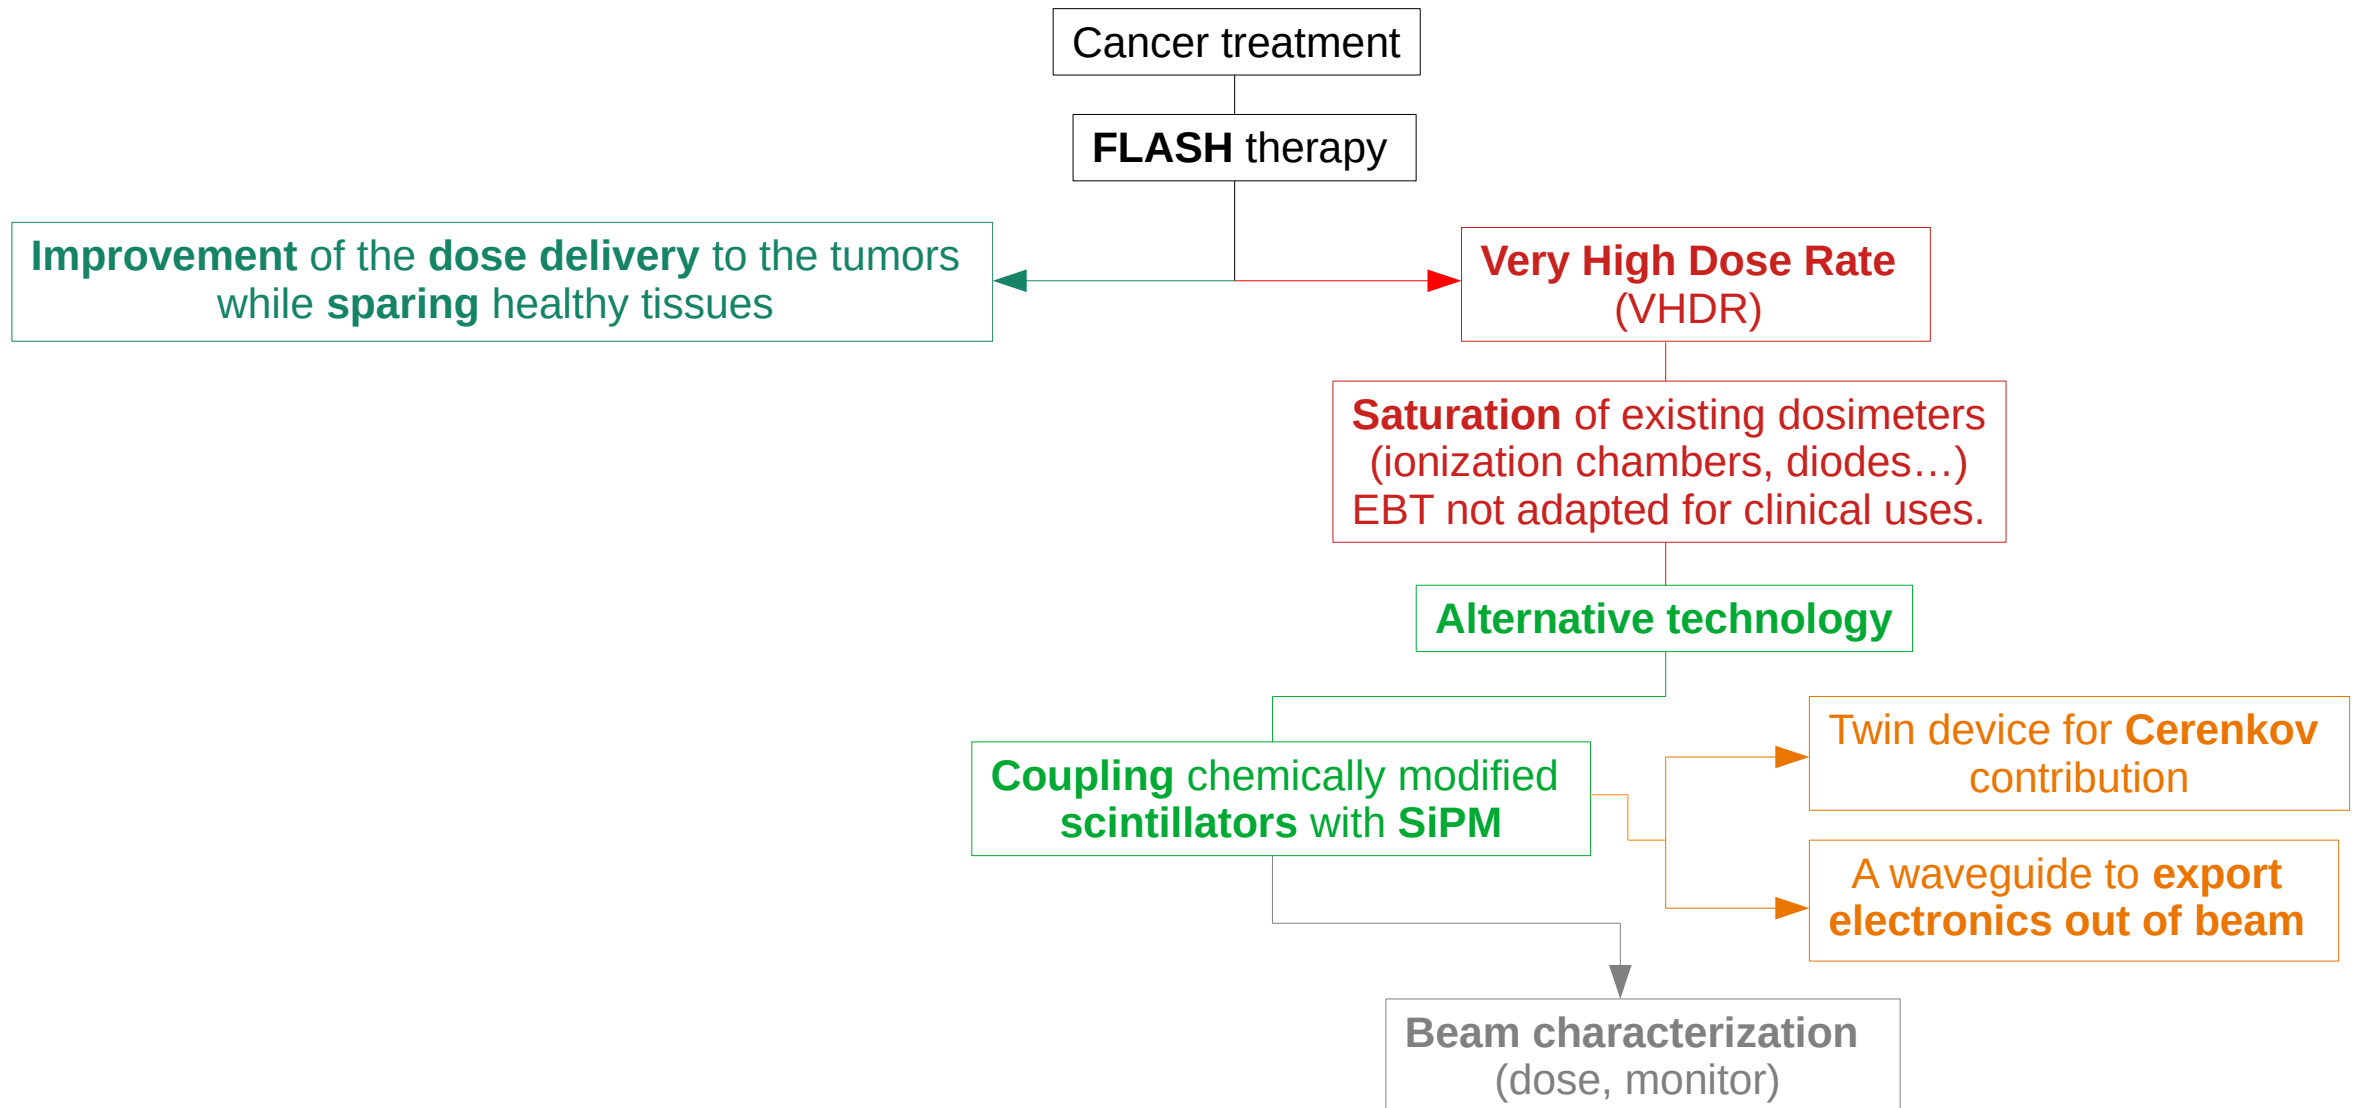 Cancer treatment
FLASH therapy
Improvement of the dose delivery to the tumors
while sparing healthy tissues
Very High Dose Rate
(VHDR)
Saturation of existing dosimeters
(ionization chambers, diodes…)
EBT not adapted for clinical uses.
Alternative technology
Coupling chemically modified
scintillators with SiPM
Twin device for Cerenkov
contribution
A waveguide to export
electronics out of beam
Beam characterization
(dose, monitor)